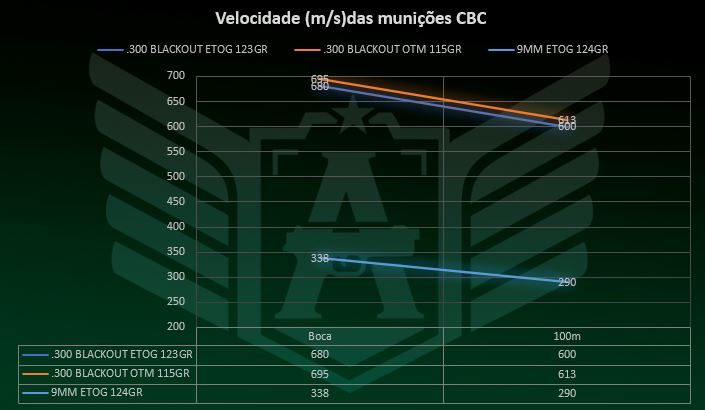 Velocidade (m/s)das munições CBC
.300 BLACKOUT ETOG 123GR .300 BLACKOUT OTM 115GR 9MM ETOG 124GR
700
695
680
650
613
600
600
550
500
450
400
350
338
300
290
250
200
Boca 100m
.300 BLACKOUT ETOG 123GR 680 600
.300 BLACKOUT OTM 115GR 695 613
9MM ETOG 124GR 338 290